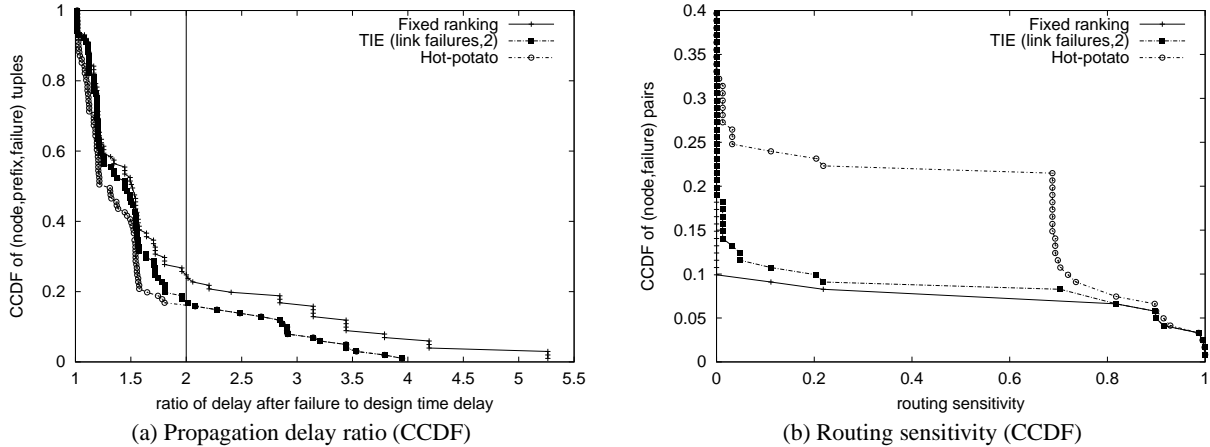 CCDF of (node,prefix,failure) tuples
1
0.8
0.6
0.4
0.2
0
1
1.5
2
2.5
3
3.5
4
4.5
5
5.5
ratio of delay after failure to design time delay
Fixed ranking
TIE (link failures,2)
Hot-potato
(a) Propagation delay ratio (CCDF)
CCDF of (node,failure) pairs
0.4
0.35
0.3
0.25
0.2
0.15
0.1
0.05
0
0
0.2
0.4
0.6
0.8
1
routing sensitivity
Fixed ranking
TIE (link failures,2)
Hot-potato
(b) Routing sensitivity (CCDF)